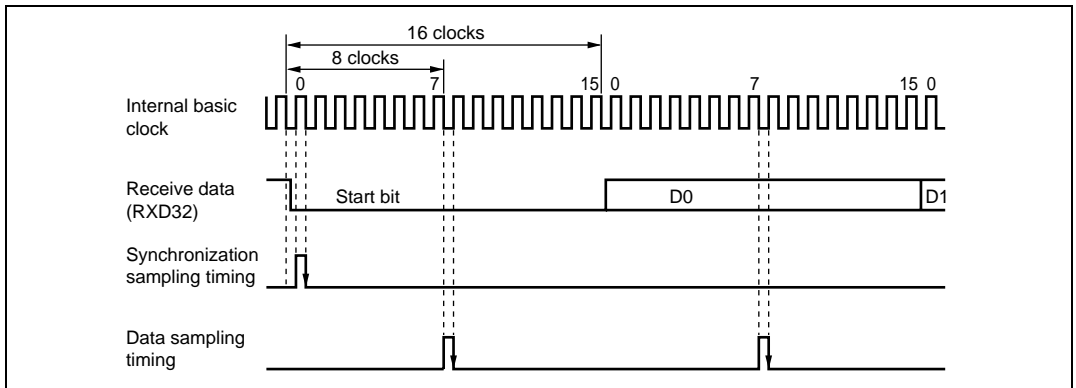 16 clocks
8 clocks
0 7 15 0 7 15 0
Internal basic
clock
Receive data
(RXD32)
Start bit D0 D1
Synchronization
sampling timing
Data sampling
timing